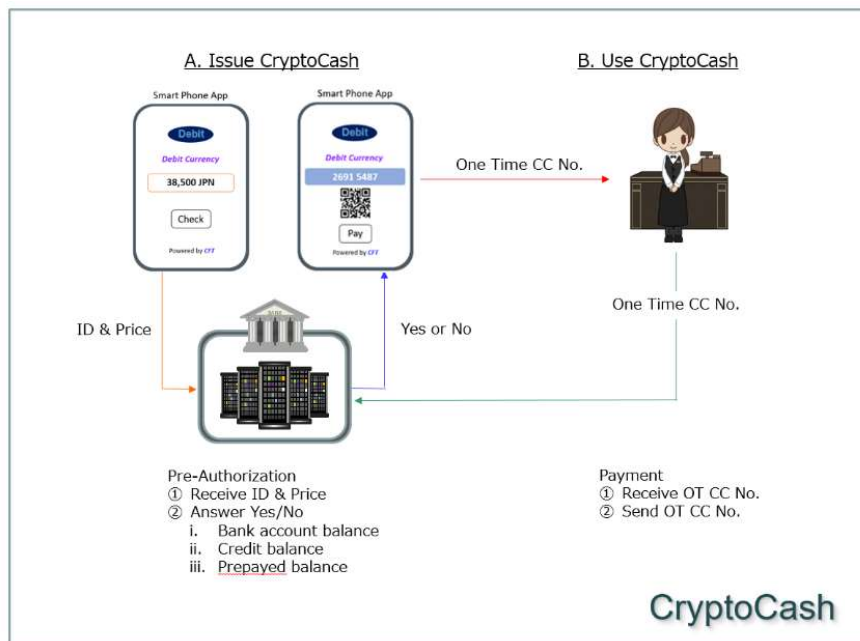 A. Issue CryptoCash
B. Use CryptoCash
Smart Phone App
Smart Phone App
Debit
Debit Currency
38,500 JPN
Check
Powered by CFT
Debit
Debit Currency
2691 5487
Pay
Powered by CFT
One Time CC No.
ID & Price
BANK
Yes or No
One Time CC No.
Pre-Authorization
① Receive ID & Price
② Answer Yes/No
i. Bank account balance
ii. Credit balance
iii. Prepayed balance
Payment
① Receive OT CC No.
② Send OT CC No.
CryptoCash